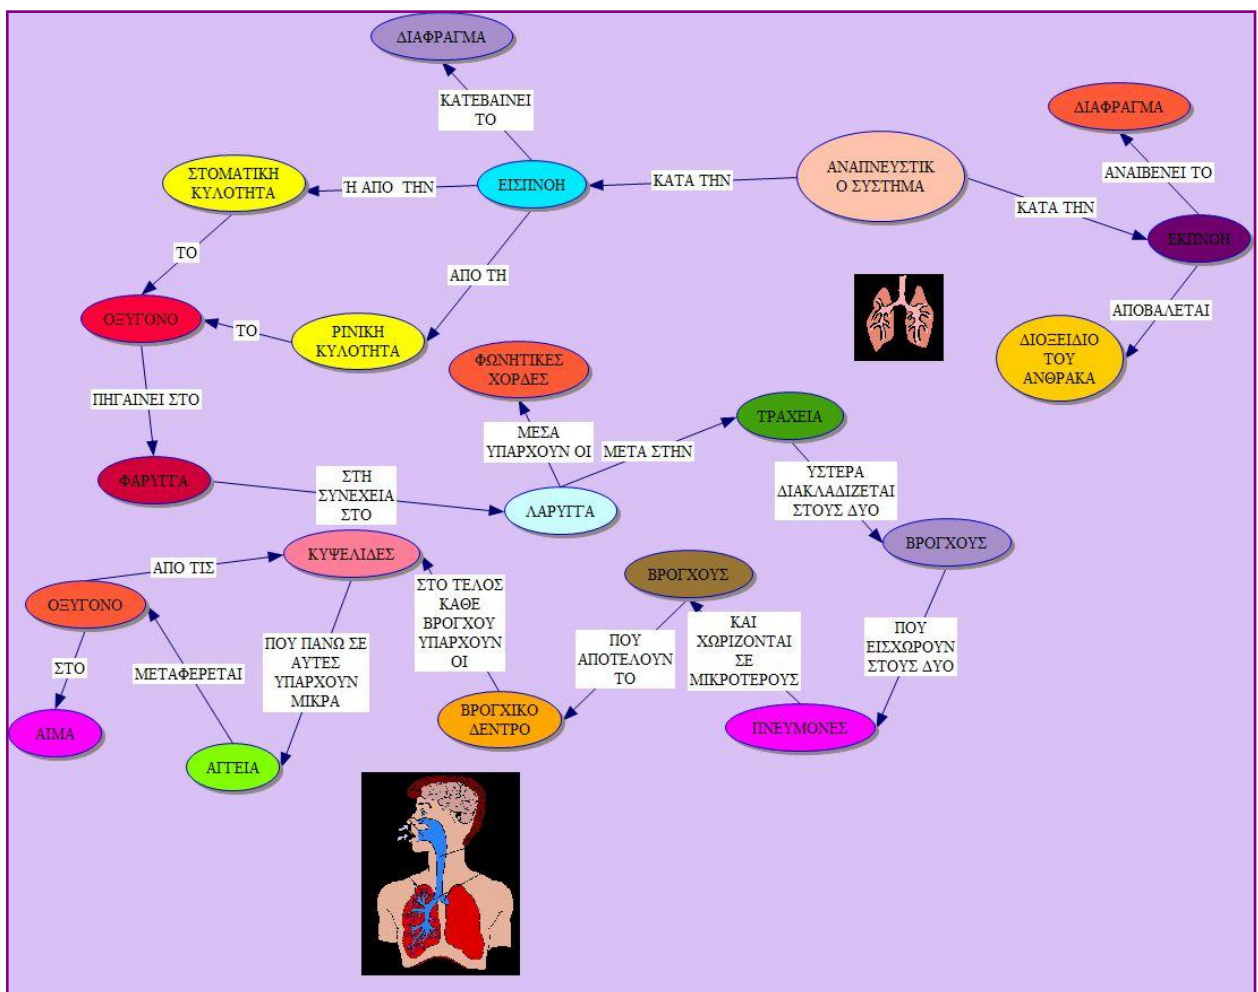 ΔΙΑΦΡΑΓΜΑ
ΚΑΤΕΒΑΙΝΕΙ
ΤΟ
ΔΙΑΦΡΑΓΜΑ
ΣΤΟΜΑΤΙΚΗ
ΚΥΛΟΤΗΤΑ
Ή ΑΠΟ ΤΗΝ
ΕΙΣΠΝΟΗ
ΚΑΤΑ ΤΗΝ
ΑΝΑΠΝΕΥΣΤΙΚ
Ο ΣΥΣΤΗΜΑ
ΑΝΑΙΒΕΝΕΙ ΤΟ
ΚΑΤΑ ΤΗΝ
ΕΚΠΝΟΗ
ΤΟ
ΑΠΟ ΤΗ
ΑΠΟΒΑΛΕΤΑΙ
ΟΞΥΓΟΝΟ
ΤΟ
ΡΙΝΙΚΗ
ΚΥΛΟΤΗΤΑ
ΔΙΟΞΕΙΔΙΟ
ΤΟΥ
ΑΝΘΡΑΚΑ
ΦΩΝΗΤΙΚΕΣ
ΧΟΡΔΕΣ
ΠΗΓΑΙΝΕΙ ΣΤΟ
ΜΕΣΑ
ΥΠΑΡΧΟΥΝ ΟΙ
ΜΕΤΑ ΣΤΗΝ
ΤΡΑΧΕΙΑ
ΦΑΡΥΓΓΑ
ΣΤΗ
ΣΥΝΕΧΕΙΑ
ΣΤΟ
ΛΑΡΥΓΓΑ
ΥΣΤΕΡΑ
ΔΙΑΚΛΑΔΙΖΕΤΑΙ
ΣΤΟΥΣ ΔΥΟ
ΒΡΟΓΧΟΥΣ
ΑΠΟ ΤΙΣ
ΚΥΨΕΛΙΔΕΣ
ΟΞΥΓΟΝΟ
ΣΤΟ ΤΕΛΟΣ
ΚΑΘΕ
ΒΡΟΓΧΟΥ
ΥΠΑΡΧΟΥΝ
ΟΙ
ΒΡΟΓΧΟΥΣ
ΠΟΥ
ΑΠΟΤΕΛΟΥΝ
ΤΟ
ΚΑΙ
ΧΩΡΙΖΟΝΤΑΙ
ΣΕ
ΜΙΚΡΟΤΕΡΟΥΣ
ΠΟΥ
ΕΙΣΧΩΡΟΥΝ
ΣΤΟΥΣ ΔΥΟ
ΣΤΟ
ΜΕΤΑΦΕΡΕΤΑΙ
ΠΟΥ ΠΑΝΩ ΣΕ
ΑΥΤΕΣ
ΥΠΑΡΧΟΥΝ
ΜΙΚΡΑ
ΑΙΜΑ
ΑΓΓΕΙΑ
ΒΡΟΓΧΙΚΟ
ΔΕΝΤΡΟ
ΠΝΕΥΜΟΝΕΣ